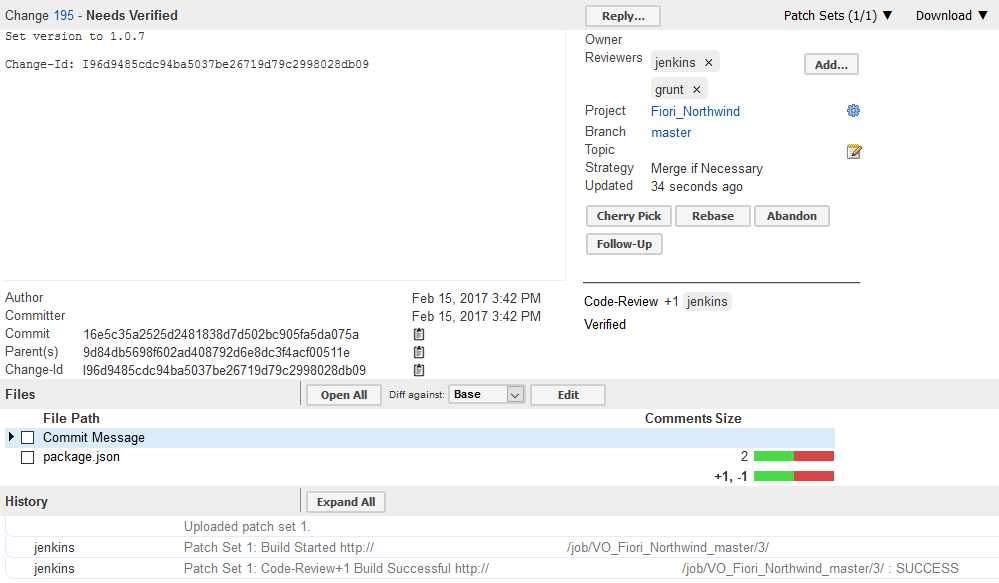 Change 195 - Needs Verified
Reply...
Patch Sets (1/1) ▼
Download ▼
Set version to 1.0.7
Change-Id: I96d9485cdc94ba5037be26719d79c2998028db09
Owner
Reviewers jenkins ×
Add...
grunt ×
Project Fiori_Northwind
Branch master
Topic
Strategy Merge if Necessary
Updated 34 seconds ago
Cherry Pick Rebase Abandon
Follow-Up
Code-Review +1 jenkins
Verified
Author Feb 15, 2017 3:42 PM
Committer Feb 15, 2017 3:42 PM
Commit 16e5c35a2525d2481838d7d502bc905fa5da075a
Parent(s) 9d84db5698f602ad408792d6e8dc3f4acf00511e
Change-Id I96d9485cdc94ba5037be26719d79c2998028db09
Files Open All Diff against: Base Edit
File Path Comments Size
Commit Message
package.json 2
+1, -1
History Expand All
Uploaded patch set 1.
jenkins Patch Set 1: Build Started http:// /job/VO_Fiori_Northwind_master/3/
jenkins Patch Set 1: Code-Review+1 Build Successful http:// /job/VO_Fiori_Northwind_master/3/ : SUCCESS